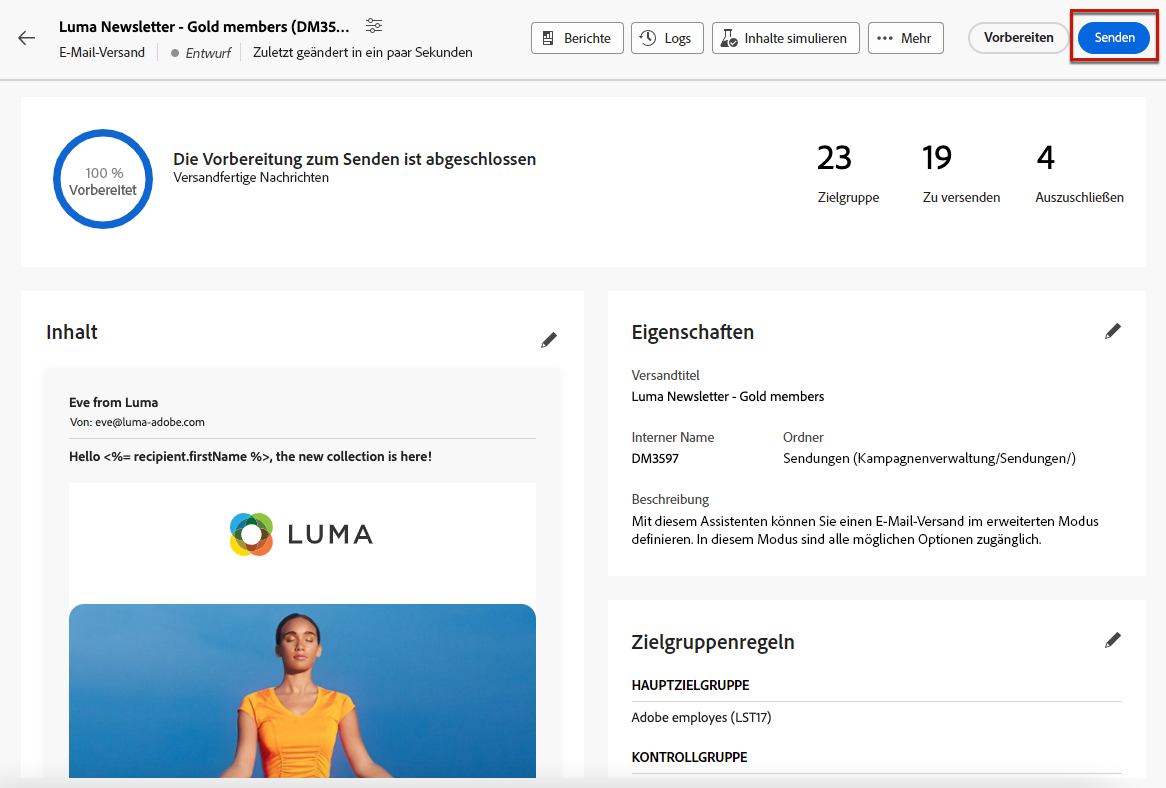 Luma Newsletter - Gold members (DM35...
E-Mail-Versand
Entwurf
Zuletzt geändert in ein paar Sekunden
Berichte
Logs
Inhalte simulieren
Mehr
Vorbereiten
Senden
100 %
Vorbereitet
Die Vorbereitung zum Senden ist abgeschlossen
Versandfertige Nachrichten
23
Zielgruppe
19
Zu versenden
4
Auszuschließen
Inhalt
Eve from Luma
Von: eve@luma-adobe.com
Hello <%= recipient.firstName %>, the new collection is here!
LUMA
Eigenschaften
Versandtitel
Luma Newsletter - Gold members
Interner Name
DM3597
Ordner
Sendungen (Kampagnenverwaltung/Sendungen/)
Beschreibung
Mit diesem Assistenten können Sie einen E-Mail-Versand im erweiterten Modus
definieren. In diesem Modus sind alle möglichen Optionen zugänglich.
Zielgruppenregeln
HAUPTZIELGRUPPE
Adobe employes (LST17)
KONTROLLGRUPPE